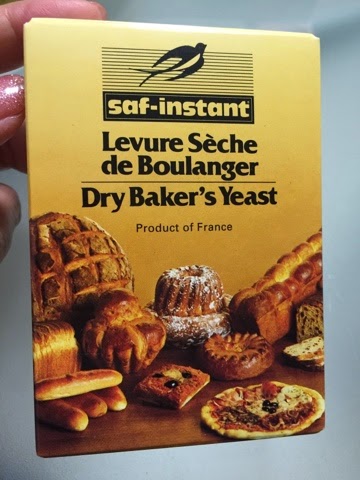 saf-instant
Levure Sèche
de Boulanger
Dry Baker's Yeast
Product of France